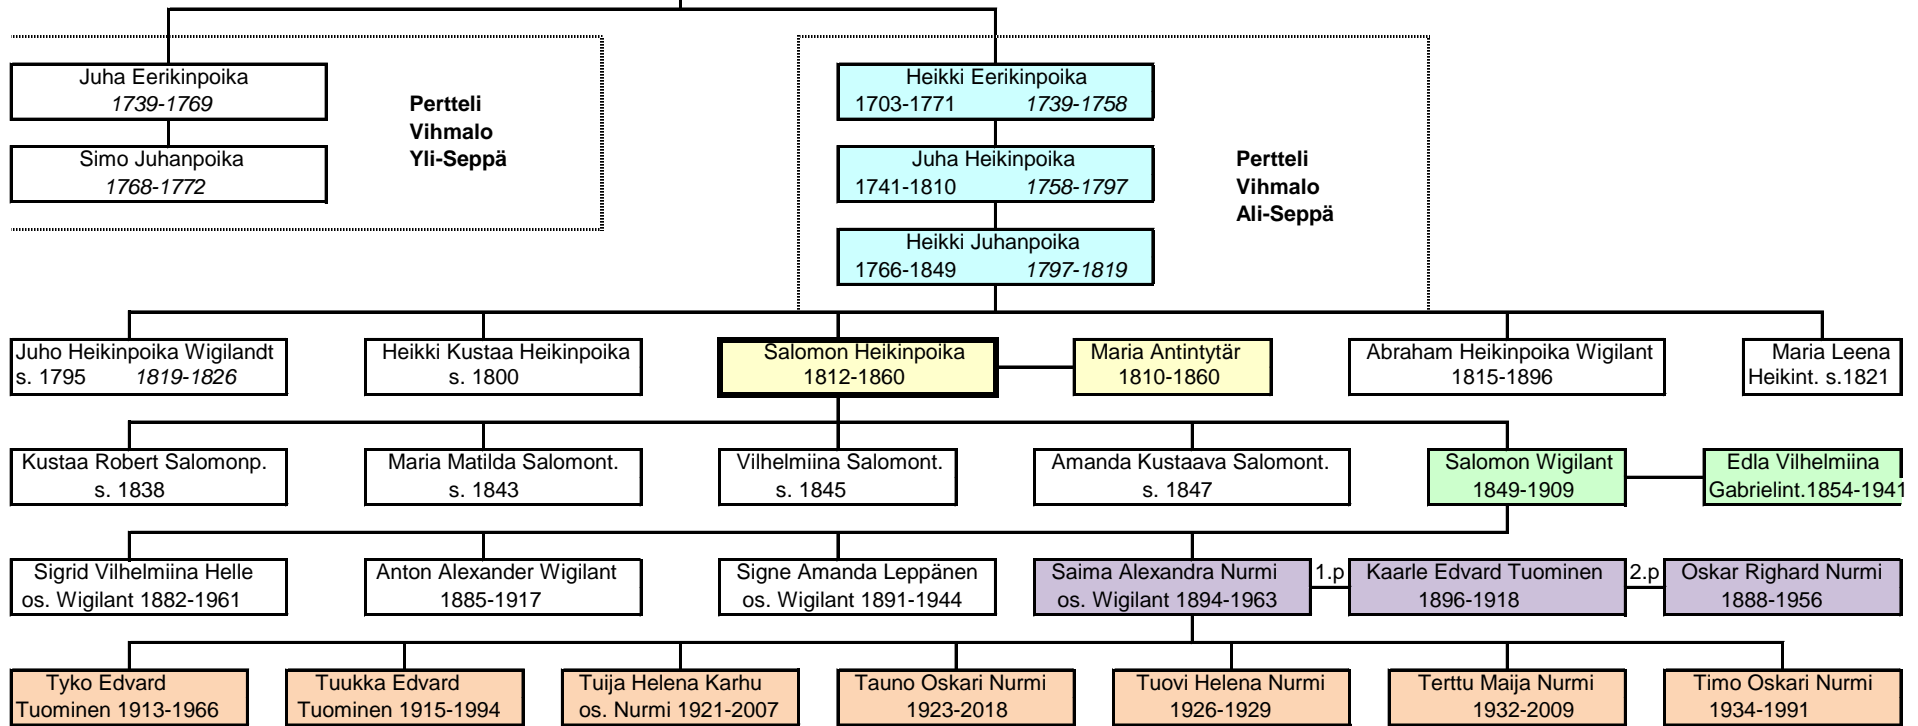 Juha Eerikinpoika
1739-1769
Simo Juhanpoika
1768-1772
Pertteli
Vihmalo
Yli-Seppä
Heikki Eerikinpoika
1703-1771 1739-1758
Juha Heikinpoika
1741-1810 1758-1797
Heikki Juhanpoika
1766-1849 1797-1819
Pertteli
Vihmalo
Ali-Seppä
Juho Heikinpoika Wigilandt
s. 1795 1819-1826
Heikki Kustaa Heikinpoika
s. 1800
Salomon Heikinpoika
1812-1860
Maria Antintytär
1810-1860
Abraham Heikinpoika Wigilant
1815-1896
Maria Leena
Heikint. s.1821
Kustaa Robert Salomonp.
s. 1838
Maria Matilda Salomont.
s. 1843
Vilhelmiina Salomont.
s. 1845
Amanda Kustaava Salomont.
s. 1847
Salomon Wigilant
1849-1909
Edla Vilhelmiina
Gabrielint.1854-1941
Sigrid Vilhelmiina Helle
os. Wigilant 1882-1961
Anton Alexander Wigilant
1885-1917
Signe Amanda Leppänen
os. Wigilant 1891-1944
Saima Alexandra Nurmi
os. Wigilant 1894-1963
1.p
Kaarle Edvard Tuominen
1896-1918
2.p
Oskar Righard Nurmi
1888-1956
Tyko Edvard
Tuominen 1913-1966
Tuukka Edvard
Tuominen 1915-1994
Tuija Helena Karhu
os. Nurmi 1921-2007
Tauno Oskari Nurmi
1923-2018
Tuovi Helena Nurmi
1926-1929
Terttu Maija Nurmi
1932-2009
Timo Oskari Nurmi
1934-1991